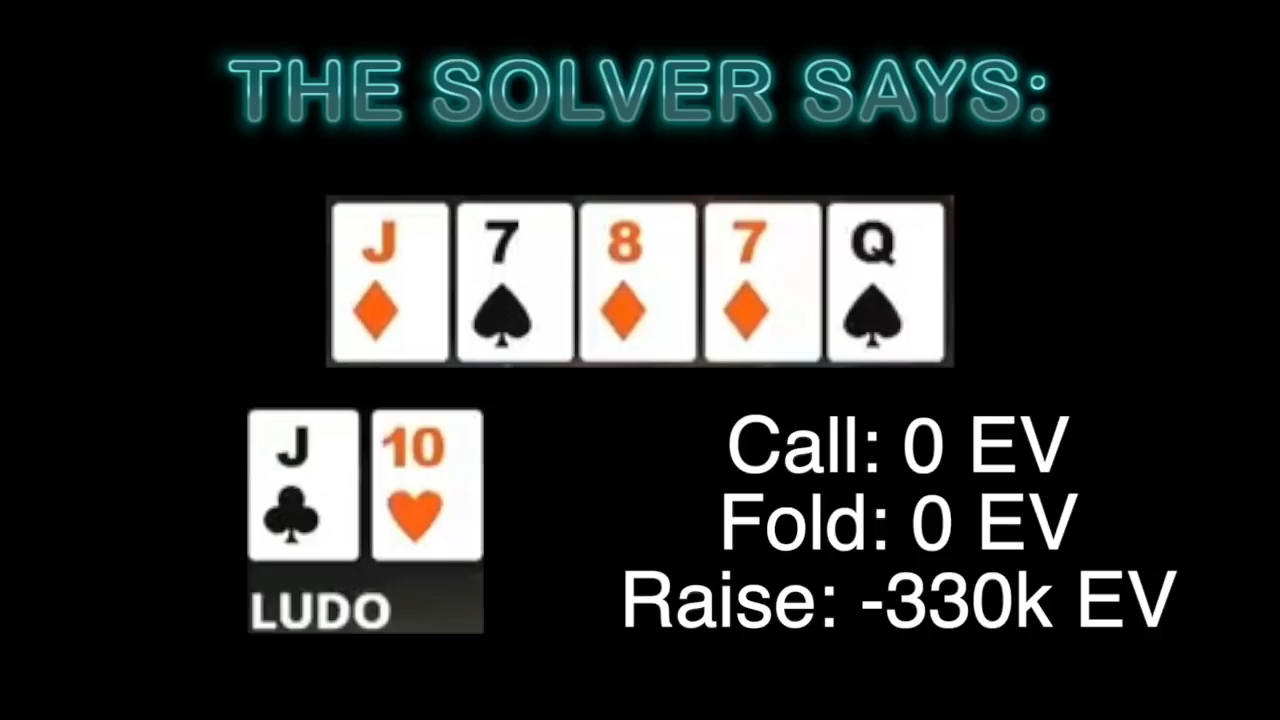 THE SOLVER SAYS:
J 7 8 7 Q
J 10
LUDO
Call: 0 EV
Fold: 0 EV
Raise: -330k EV